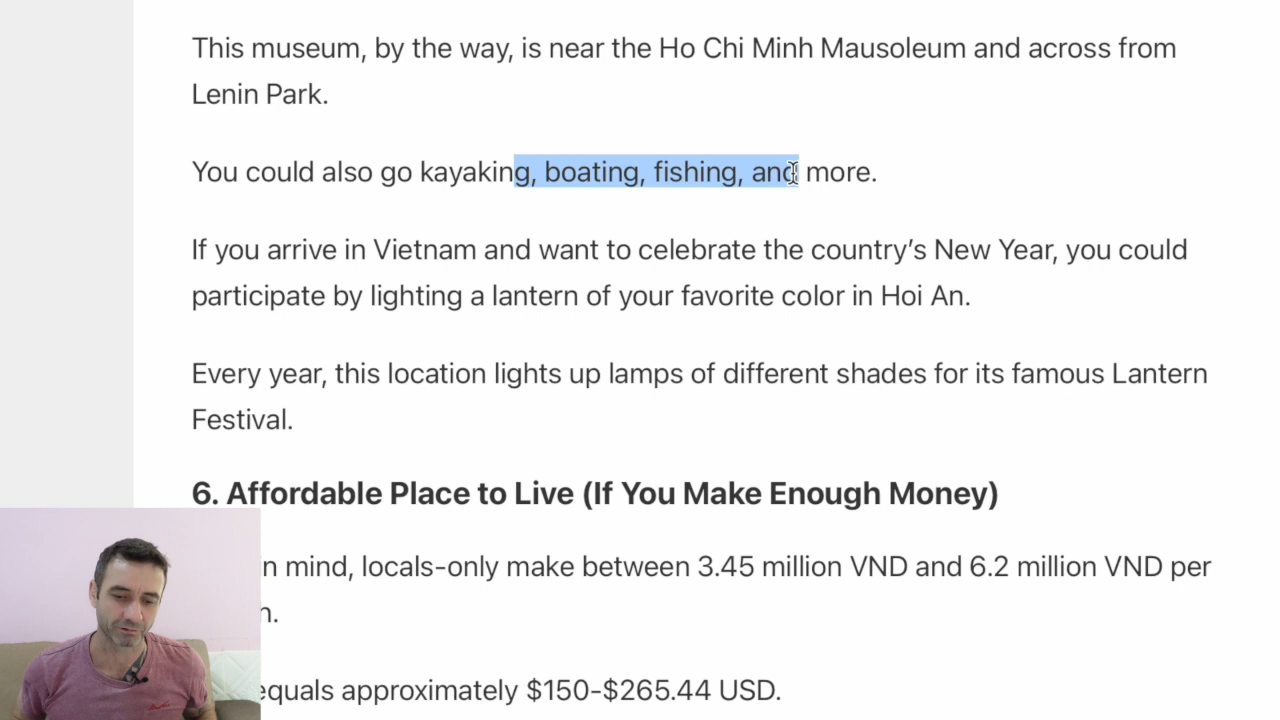 This museum, by the way, is near the Ho Chi Minh Mausoleum and across from
Lenin Park.
You could also go kayaking, boating, fishing, and more.
If you arrive in Vietnam and want to celebrate the country’s New Year, you could
participate by lighting a lantern of your favorite color in Hoi An.
Every year, this location lights up lamps of different shades for its famous Lantern
Festival.
6. Affordable Place to Live (If You Make Enough Money)
in mind, locals-only make between 3.45 million VND and 6.2 million VND per
equals approximately $150-$265.44 USD.